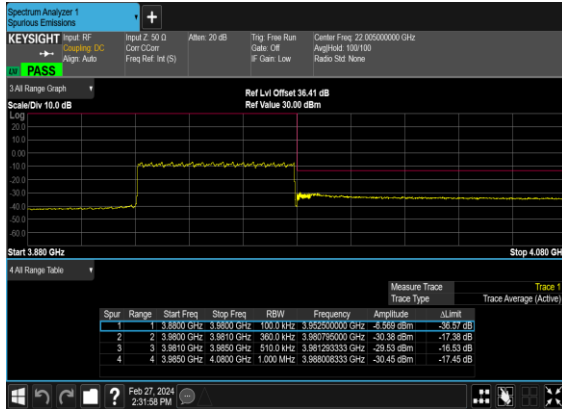 Spectrum Analyzer 1
Spurious Emissions
KEYSIGHT Input: RF Input Z: 50 Ω Atten: 20 dB Trig: Free Run Center Freq: 22.005000000 GHz
Coupling: DC Corr CCorr Gate: Off Avg|Hold: 100/100
Align: Auto Freq Ref: Int (S) IF Gain: Low Radio Std: None
PASS
3 All Range Graph
Ref Lvl Offset 36.41 dB
Scale/Div 10.0 dB Ref Value 30.00 dBm
Log
20.0
10.0
0.00
-10.0
-20.0
-30.0
-40.0
-50.0
-60.0
Start 3.880 GHz Stop 4.080 GHz
4 All Range Table
Measure Trace Trace 1
Trace Type Trace Average (Active)
Spur Range Start Freq Stop Freq RBW Frequency Amplitude ΔLimit
1 1 3.8800 GHz 3.9800 GHz 100.0 kHz 3.952500000 GHz -6.569 dBm -36.57 dB
2 2 3.9800 GHz 3.9810 GHz 360.0 kHz 3.980795000 GHz -30.38 dBm -17.38 dB
3 3 3.9810 GHz 3.9850 GHz 510.0 kHz 3.981293333 GHz -29.53 dBm -16.53 dB
4 4 3.9850 GHz 4.0800 GHz 1.000 MHz 3.988008333 GHz -30.45 dBm -17.45 dB
Feb 27, 2024
2:31:58 PM